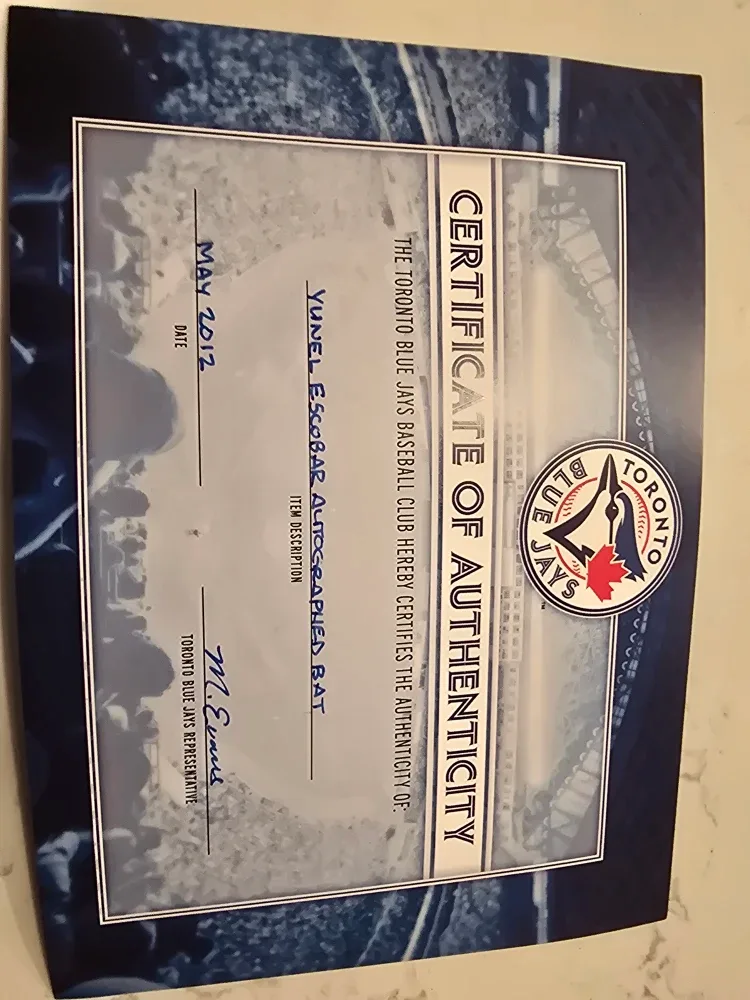 TORONTO
BLUE JAYS
™
CERTIFICATE OF AUTHENTICITY
THE TORONTO BLUE JAYS BASEBALL CLUB HEREBY CERTIFIES THE AUTHENTICITY OF:
YUNEL ESCOBAR AUTOGRAPHED BAT
ITEM DESCRIPTION
MAY 2012
M. Evans
DATE
TORONTO BLUE JAYS REPRESENTATIVE